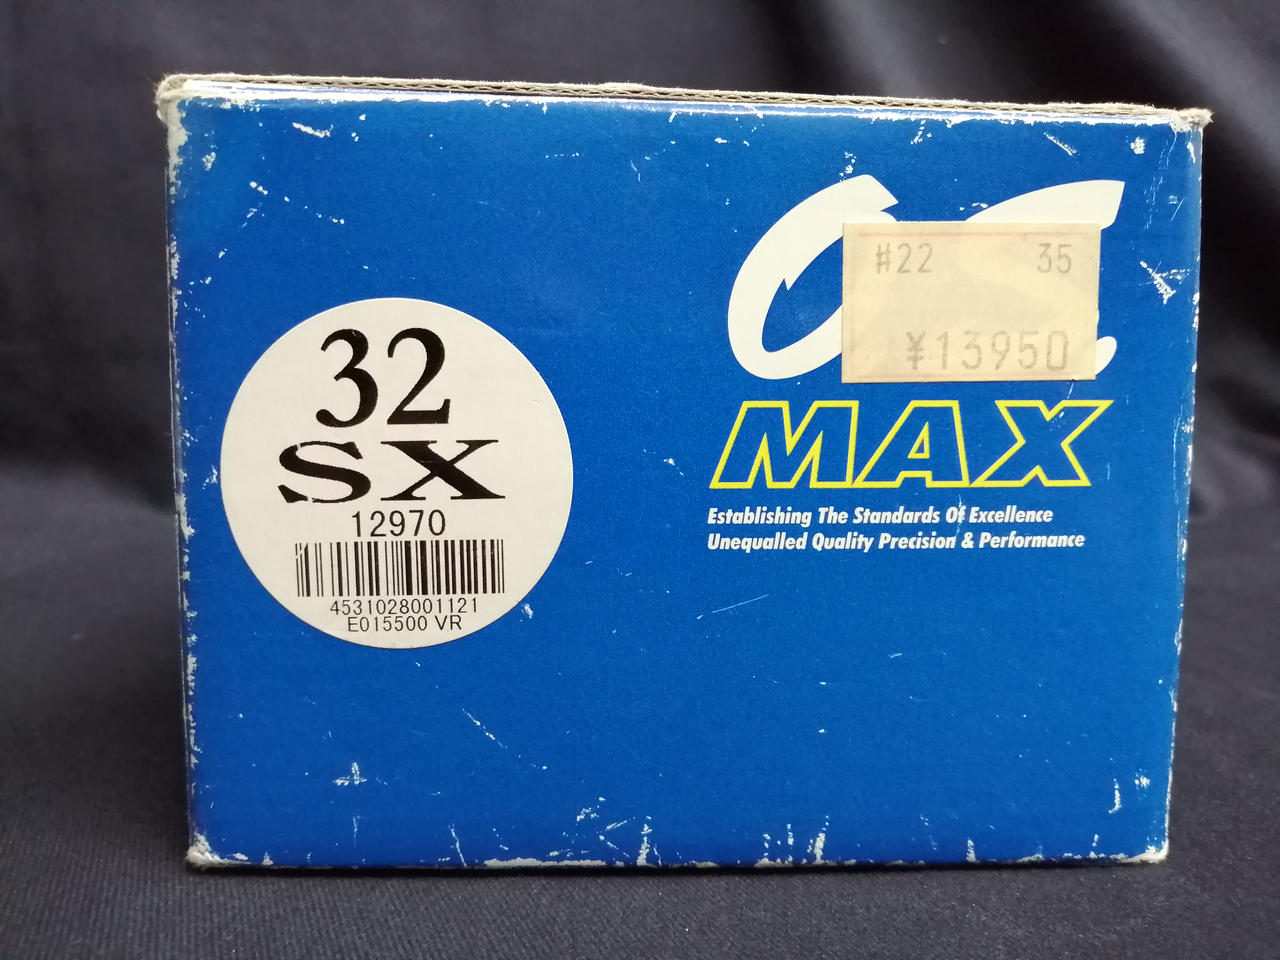 32
SX
12970
4531028001121
E015500 VR
#22 35
¥13950
MAX
Establishing The Standards Of Excellence
Unequalled Quality Precision & Performance